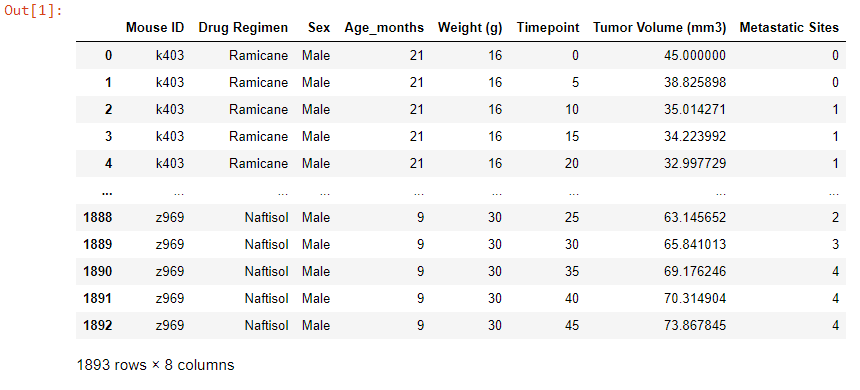 Out[1]:
Mouse ID Drug Regimen Sex Age_months Weight (g) Timepoint Tumor Volume (mm3) Metastatic Sites
0 k403 Ramicane Male 21 16 0 45.000000 0
1 k403 Ramicane Male 21 16 5 38.825898 0
2 k403 Ramicane Male 21 16 10 35.014271 1
3 k403 Ramicane Male 21 16 15 34.223992 1
4 k403 Ramicane Male 21 16 20 32.997729 1
... ... ... ... ... ... ... ... ...
1888 z969 Naftisol Male 9 30 25 63.145652 2
1889 z969 Naftisol Male 9 30 30 65.841013 3
1890 z969 Naftisol Male 9 30 35 69.176246 4
1891 z969 Naftisol Male 9 30 40 70.314904 4
1892 z969 Naftisol Male 9 30 45 73.867845 4
1893 rows × 8 columns